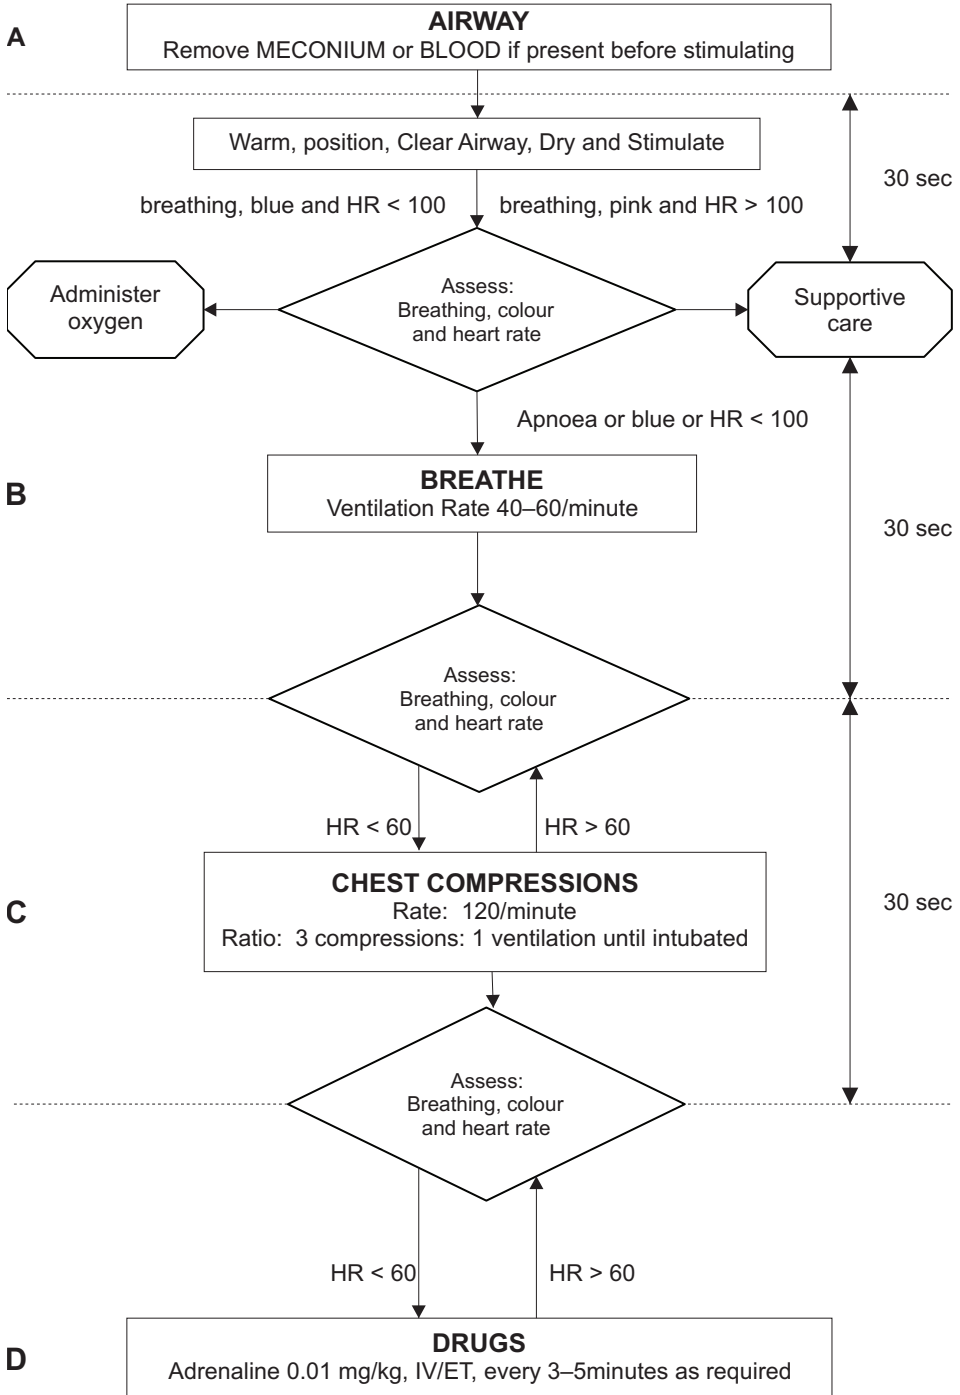 A
AIRWAY
Remove MECONIUM or BLOOD if present before stimulating
Warm, position, Clear Airway, Dry and Stimulate
30 sec
breathing, blue and HR < 100
breathing, pink and HR > 100
Administer
oxygen
Assess:
Breathing, colour
and heart rate
Supportive
care
Apnoea or blue or HR < 100
B
BREATHE
Ventilation Rate 40–60/minute
30 sec
Assess:
Breathing, colour
and heart rate
HR < 60
HR > 60
C
CHEST COMPRESSIONS
Rate: 120/minute
Ratio: 3 compressions: 1 ventilation until intubated
30 sec
Assess:
Breathing, colour
and heart rate
HR < 60
HR > 60
D
DRUGS
Adrenaline 0.01 mg/kg, IV/ET, every 3–5minutes as required